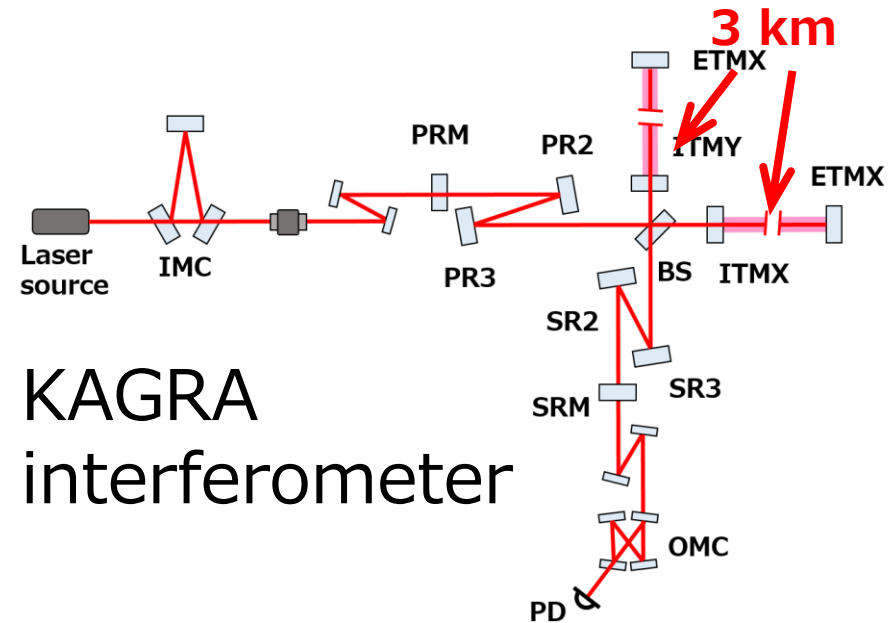 3 km
ETMX
PRM
PR2
ITMY
ETMX
Laser
source
IMC
PR3
BS
ITMX
SR2
SR3
SRM
KAGRA
interferometer
OMC
PD